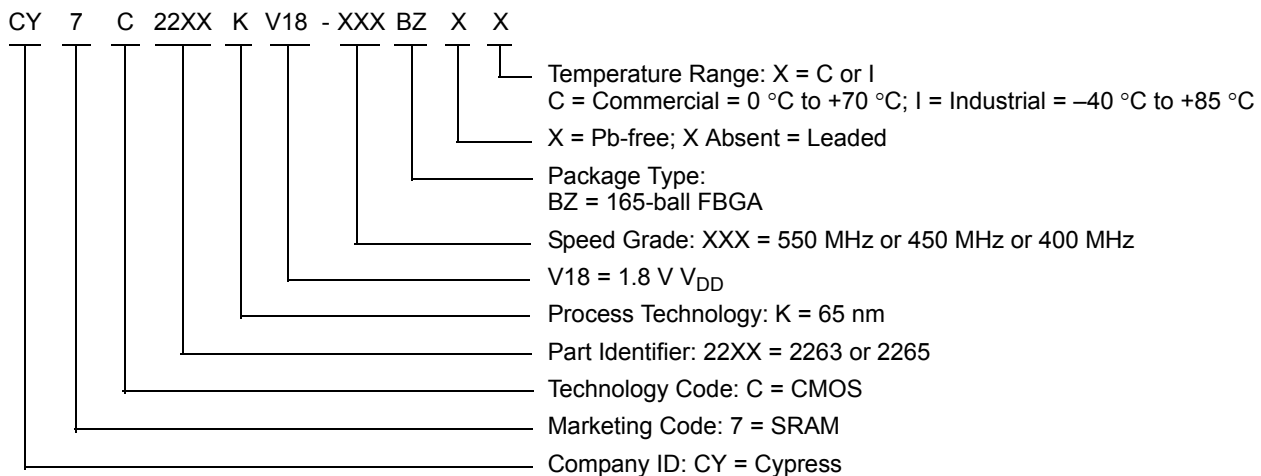 CY 7 C 22XX K V18 - XXX BZ X X
Temperature Range: X = C or I
C = Commercial = 0 °C to +70 °C; I = Industrial = –40 °C to +85 °C
X = Pb-free; X Absent = Leaded
Package Type:
BZ = 165-ball FBGA
Speed Grade: XXX = 550 MHz or 450 MHz or 400 MHz
V18 = 1.8 V VDD
Process Technology: K = 65 nm
Part Identifier: 22XX = 2263 or 2265
Technology Code: C = CMOS
Marketing Code: 7 = SRAM
Company ID: CY = Cypress